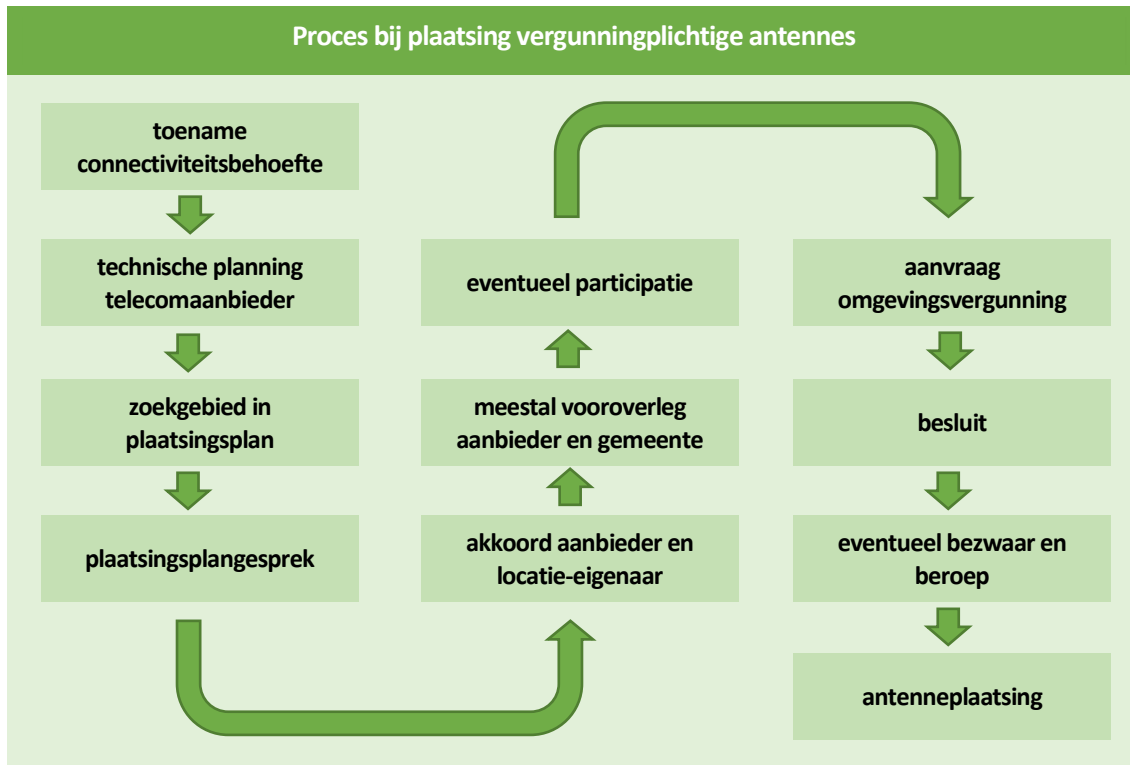 Proces bij plaatsing vergunningplichtige antennes
toename
connectiviteitsbehoefte
technische planning
telecomaanbieder
zoekgebied in
plaatsingsplan
plaatsingsplangesprek
akkoord aanbieder en
locatie-eigenaar
meestal vooroverleg
aanbieder en gemeente
eventueel participatie
aanvraag
omgevingsvergunning
besluit
eventueel bezwaar en
beroep
antenneplaatsing